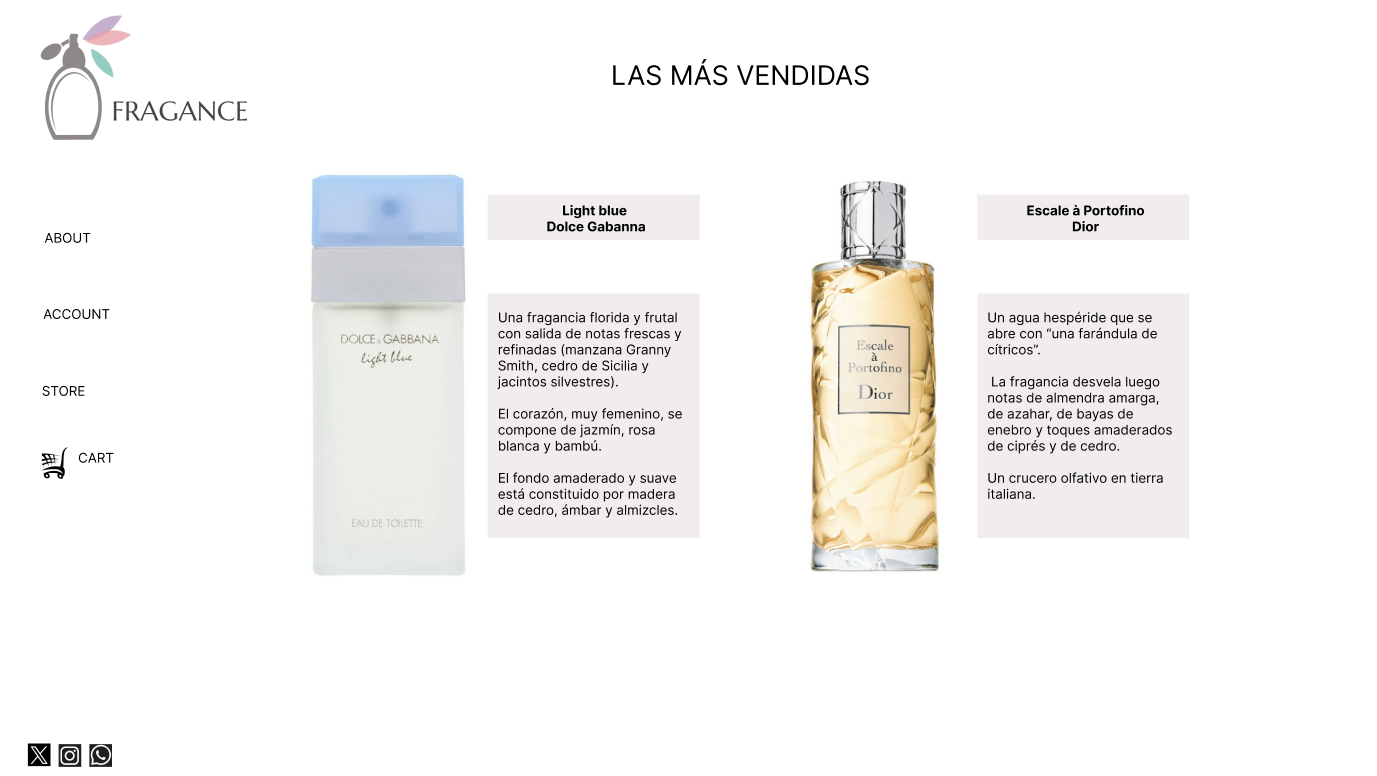 FRAGANCE
LAS MÁS VENDIDAS
ABOUT
ACCOUNT
STORE
CART
DOLCE & GABBANA
light blue
EAU DE TOILETTE
Light blue
Dolce Gabanna
Una fragancia florida y frutal
con salida de notas frescas y
refinadas (manzana Granny
Smith, cedro de Sicilia y
jacintos silvestres).
El corazón, muy femenino, se
compone de jazmín, rosa
blanca y bambú.
El fondo amaderado y suave
está constituido por madera
de cedro, ámbar y almizcles.
Escale
à
Portofino
Dior
Escale à Portofino
Dior
Un agua hespéride que se
abre con “una farándula de
cítricos”.
La fragancia desvela luego
notas de almendra amarga,
de azahar, de bayas de
enebro y toques amaderados
de ciprés y de cedro.
Un crucero olfativo en tierra
italiana.